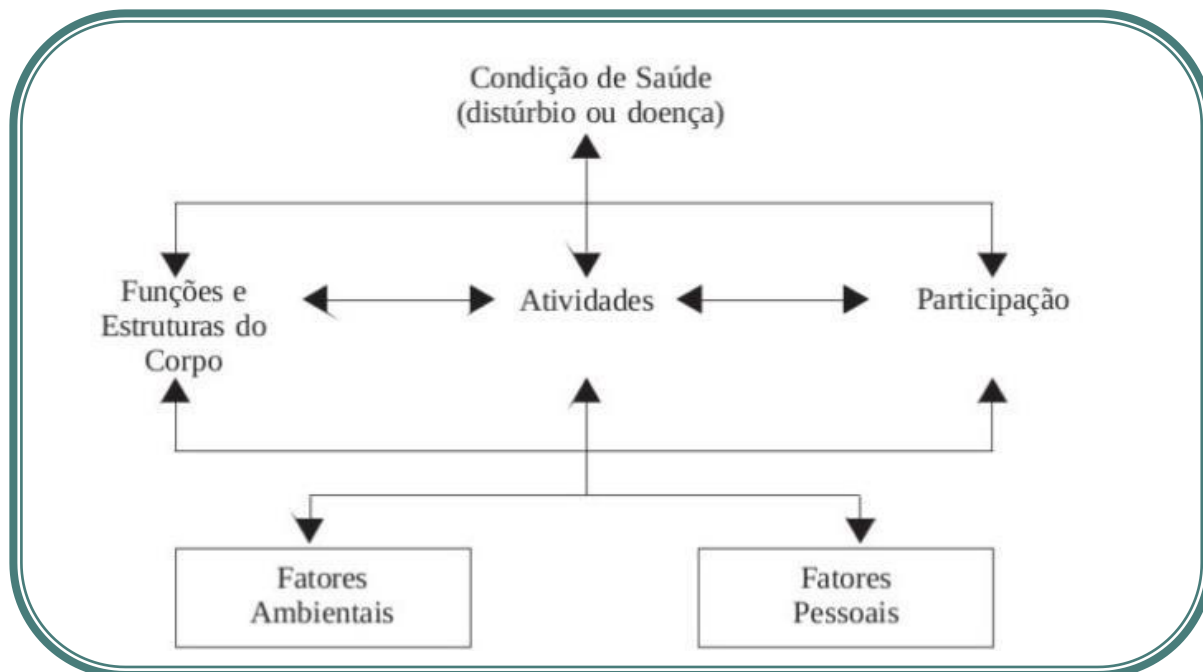 Condição de Saúde
(distúrbio ou doença)
Funções e
Estruturas do
Corpo
Atividades
Participação
Fatores
Ambientais
Fatores
Pessoais